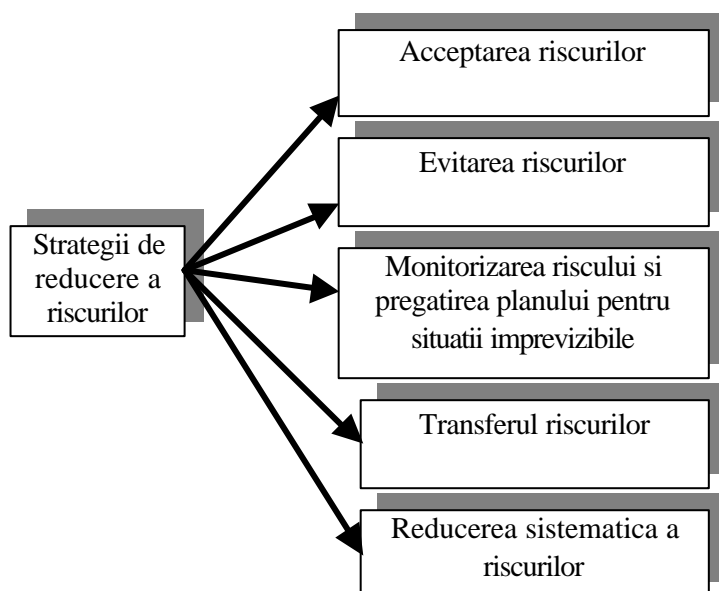 Acceptarea riscurilor
Evitarea riscurilor
Strategii de
reducere a
riscurilor
Monitorizarea riscului si
pregatirea planului pentru
situatii imprevizibile
Transferul riscurilor
Reducerea sistematica a
riscurilor